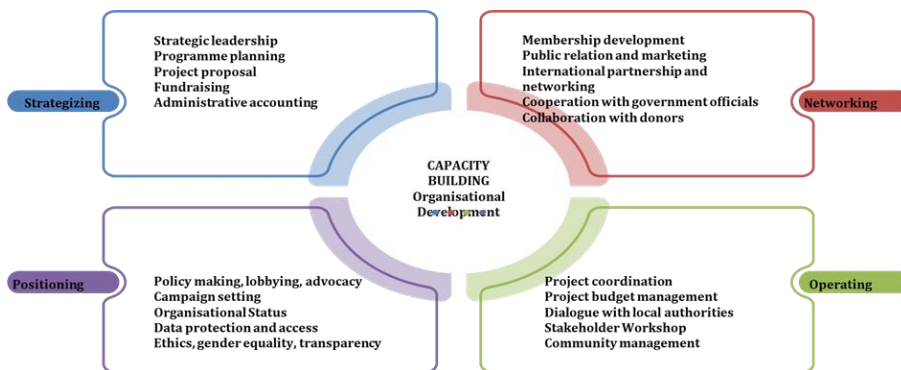 Strategic leadership
Programme planning
Project proposal
Fundraising
Administrative accounting
Strategizing
Membership development
Public relation and marketing
International partnership and
networking
Cooperation with government officials
Collaboration with donors
Networking
CAPACITY
BUILDING
Organisational
Development
Positioning
Policy making, lobbying, advocacy
Campaign setting
Organisational Status
Data protection and access
Ethics, gender equality, transparency
Project coordination
Project budget management
Dialogue with local authorities
Stakeholder Workshop
Community management
Operating